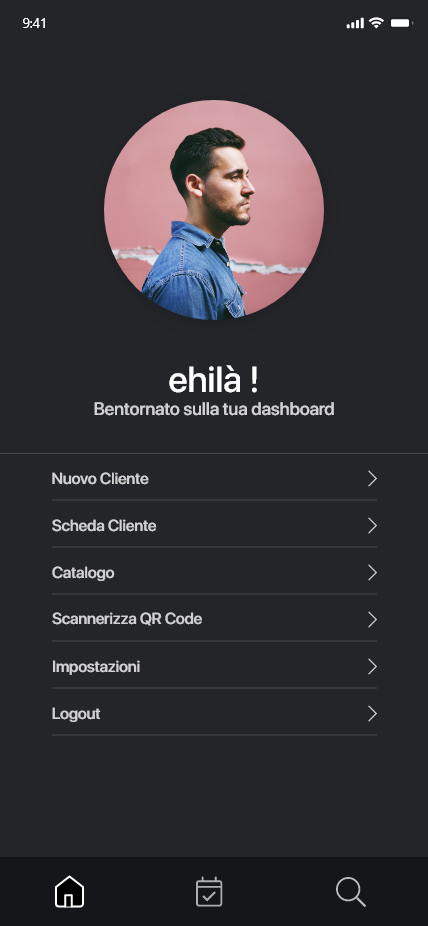 9:41
ehilà !
Bentornato sulla tua dashboard
Nuovo Cliente
Scheda Cliente
Catalogo
Scannerizza QR Code
Impostazioni
Logout